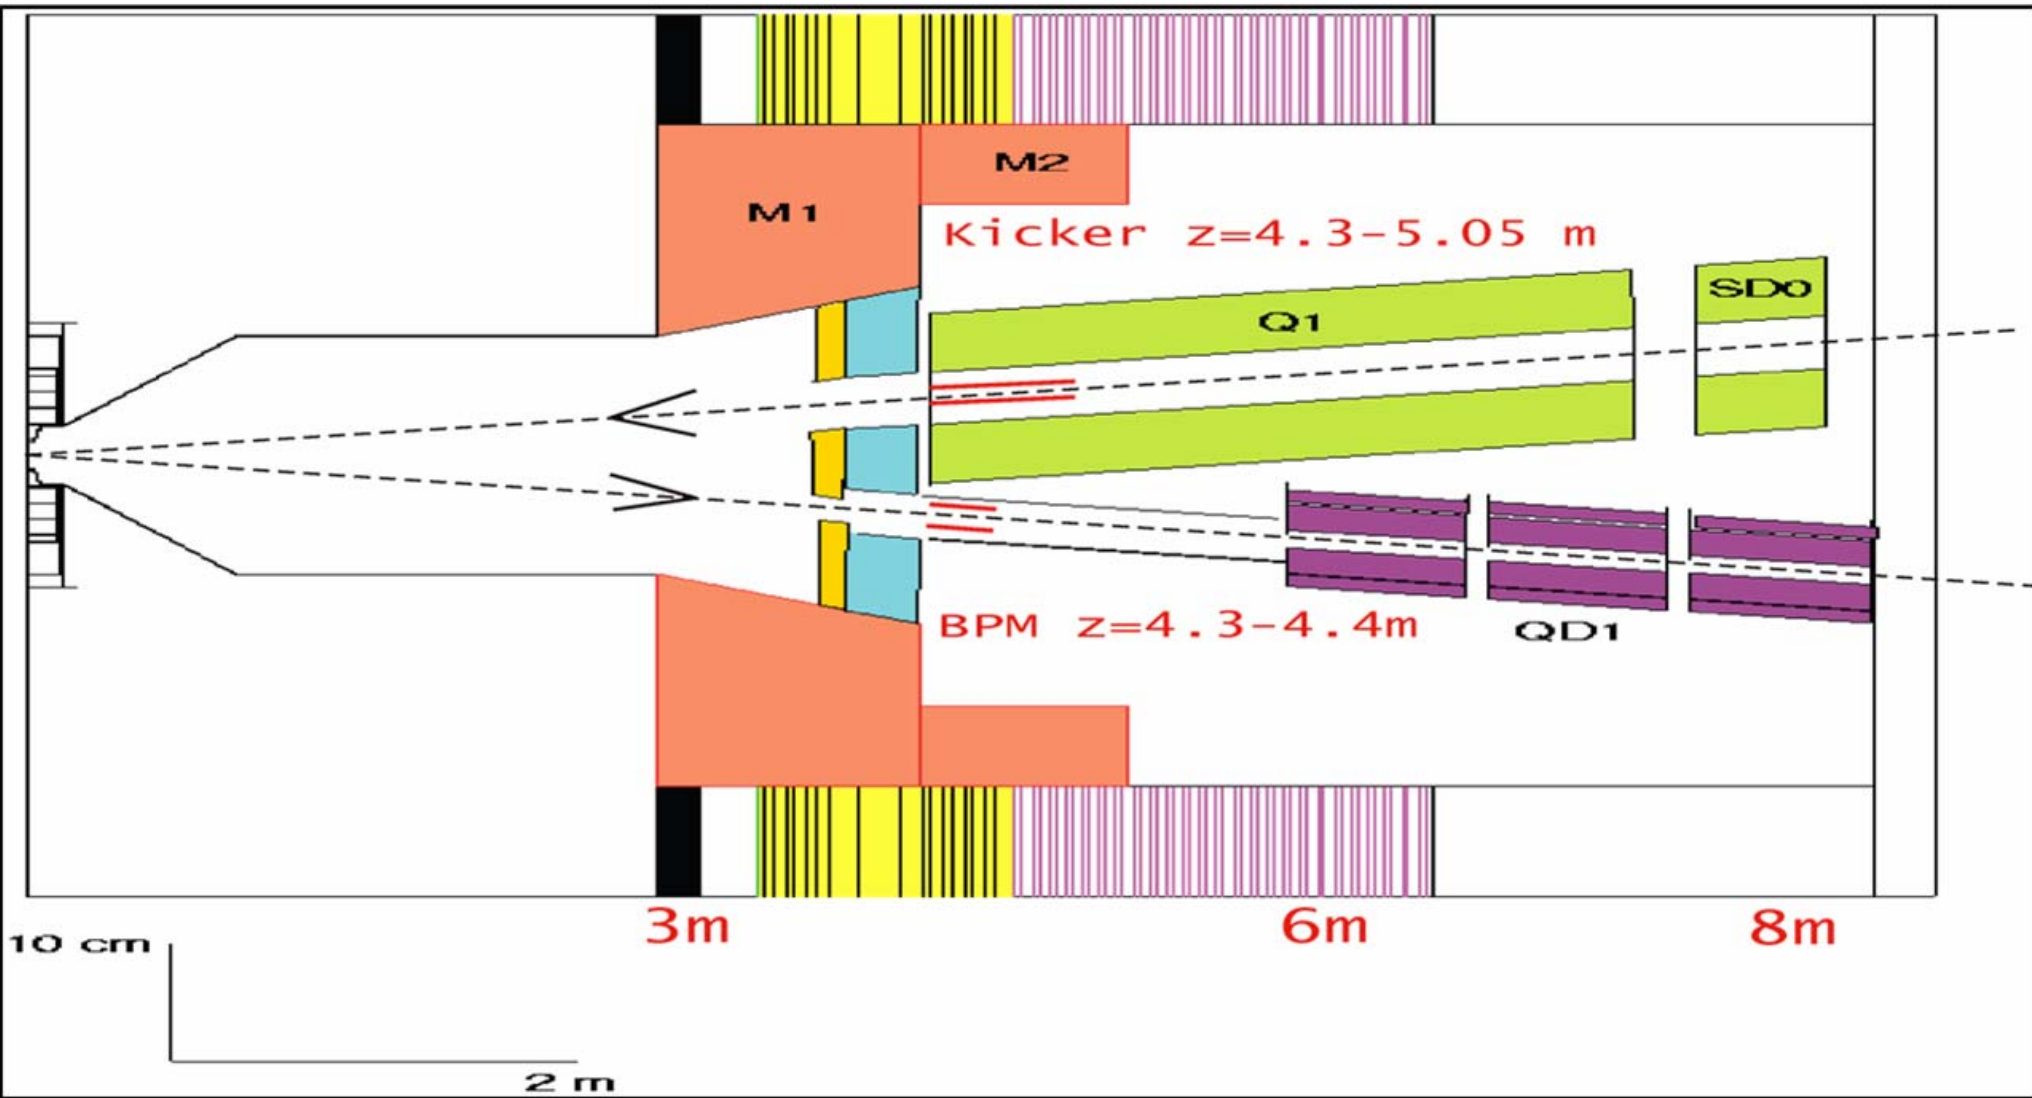 M2
M1
Kicker z=4.3-5.05 m
SD0
Q1
BPM z=4.3-4.4m
QD1
3m 6m 8m
10 cm
2 m